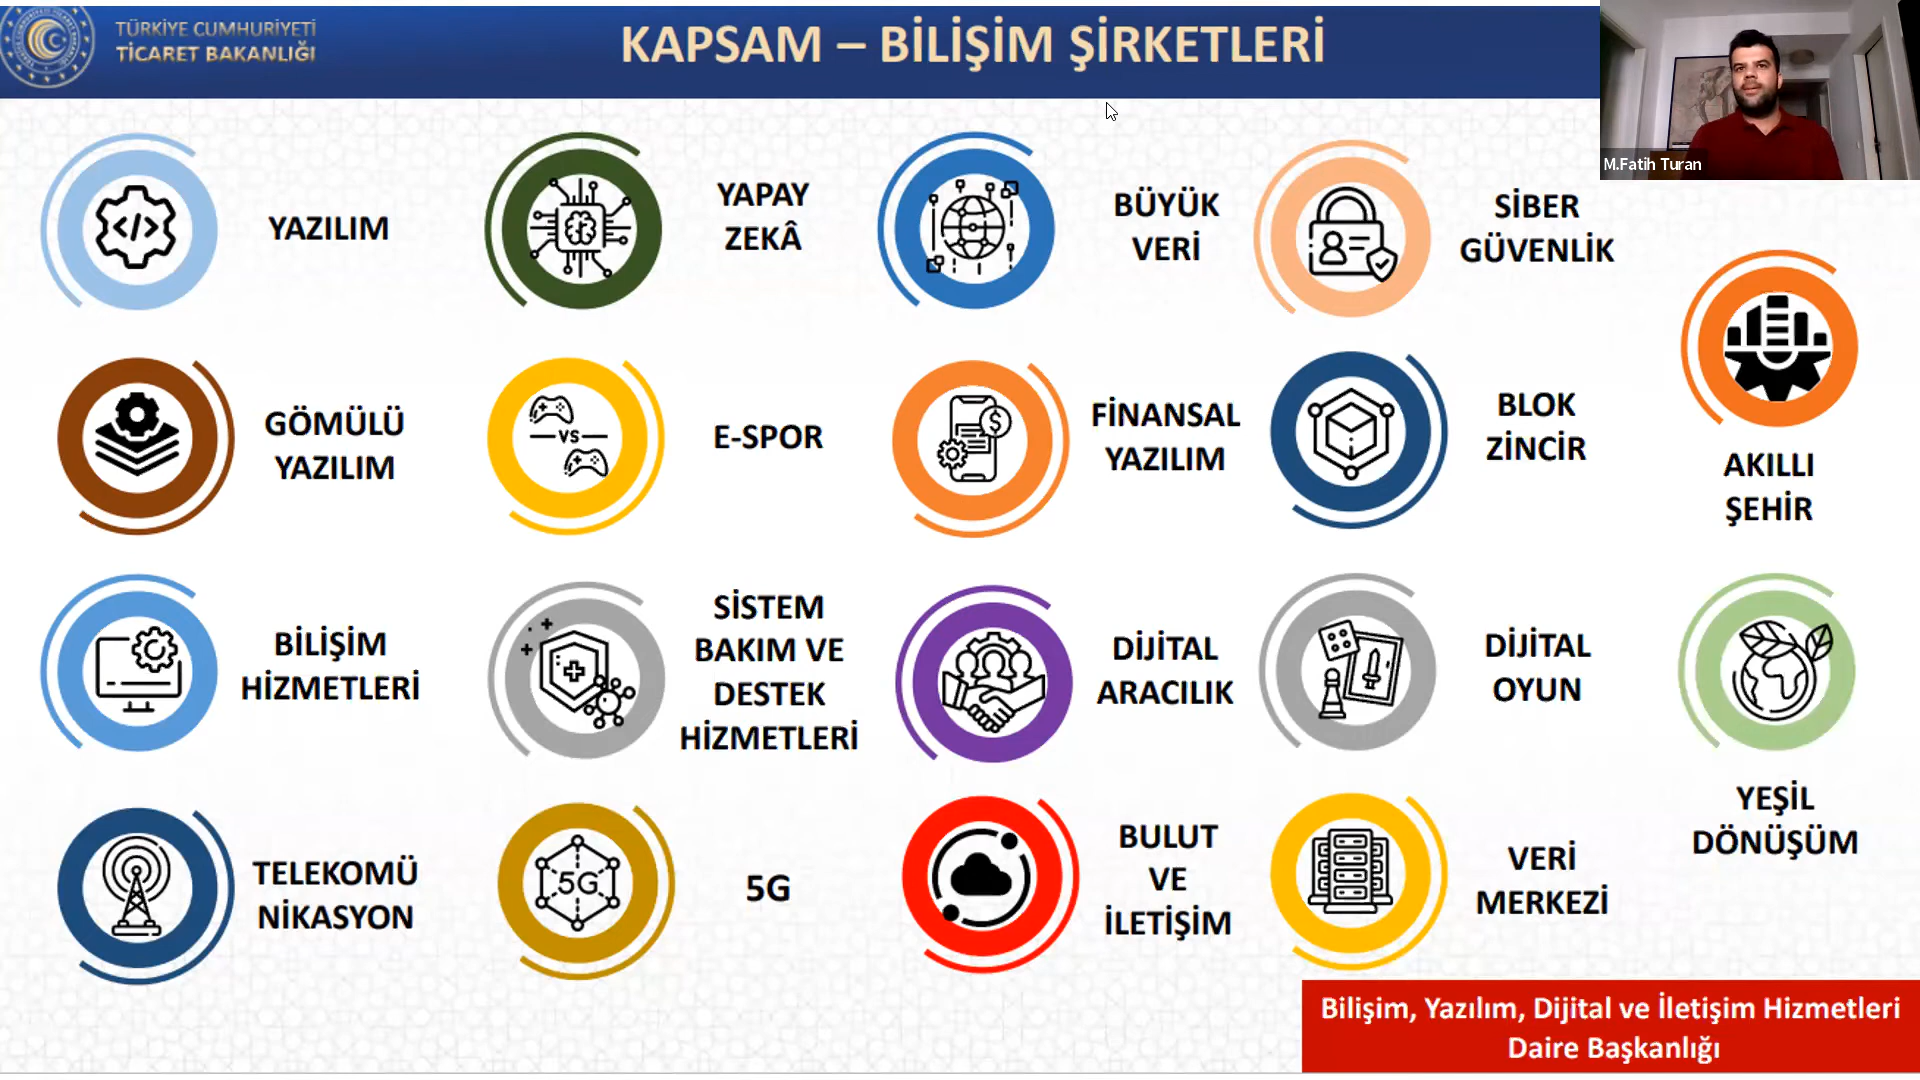 TÜRKİYE CUMHURİYETİ
TİCARET BAKANLIĞI
KAPSAM – BİLİŞİM ŞİRKETLERİ
M.Fatih Turan
YAZILIM
YAPAY
ZEKÂ
BÜYÜK
VERİ
SİBER
GÜVENLİK
AKILLI
ŞEHİR
GÖMÜLÜ
YAZILIM
VS
E-SPOR
$
FİNANSAL
YAZILIM
BLOK
ZİNCİR
BİLİŞİM
HİZMETLERİ
SİSTEM
BAKIM VE
DESTEK
HİZMETLERİ
DİJİTAL
ARACILIK
DİJİTAL
OYUN
YEŞİL
DÖNÜŞÜM
TELEKOMÜ
NİKASYON
5G
5G
BULUT
VE
İLETİŞİM
VERİ
MERKEZİ
Bilişim, Yazılım, Dijital ve İletişim Hizmetleri
Daire Başkanlığı